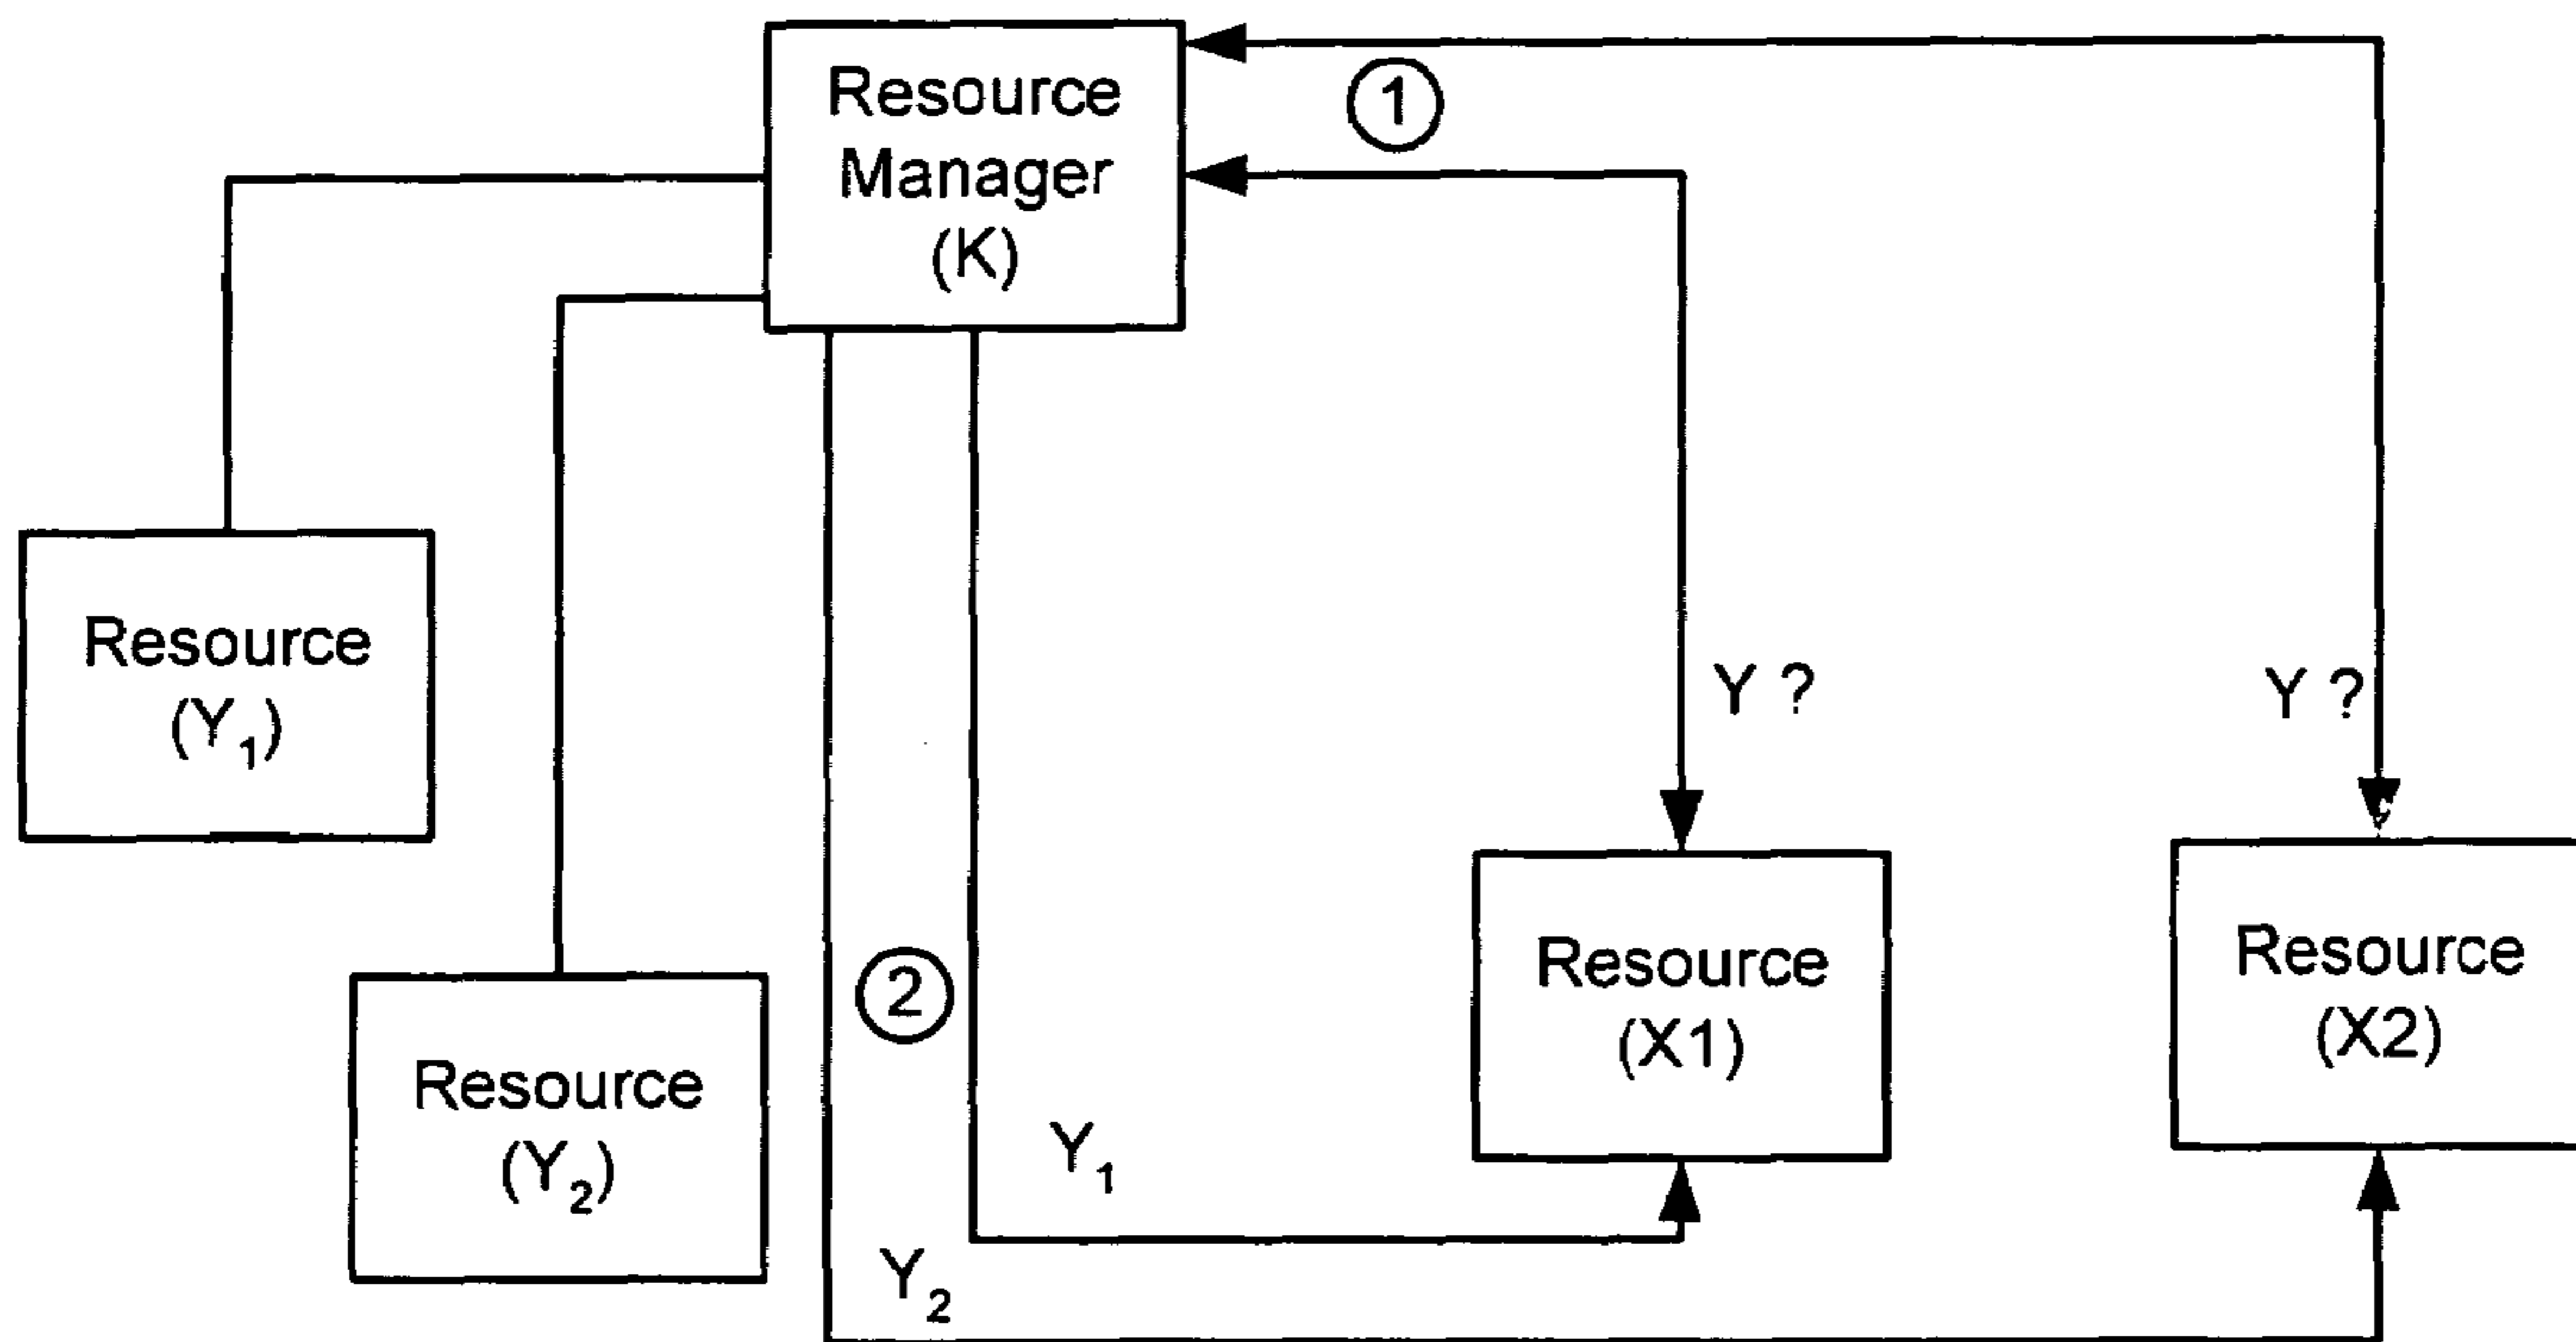 Resource
Manager
(K)
1
Resource
(Y₁)
Y ?
Y ?
Resource
(X1)
Resource
(X2)
2
Resource
(Y₂)
Y₁
Y₂